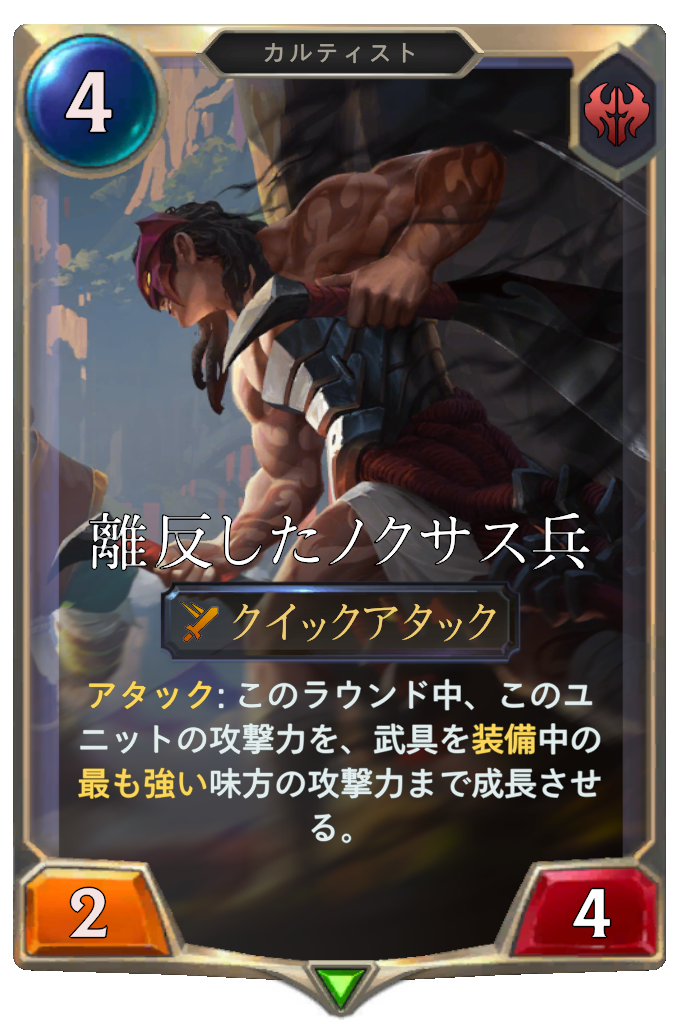 カルティスト
4
離反したノクサス兵
クイックアタック
アタック: このラウンド中、このユ
ニットの攻撃力を、武具を装備中の
最も強い味方の攻撃力まで成長させ
る。
2
4